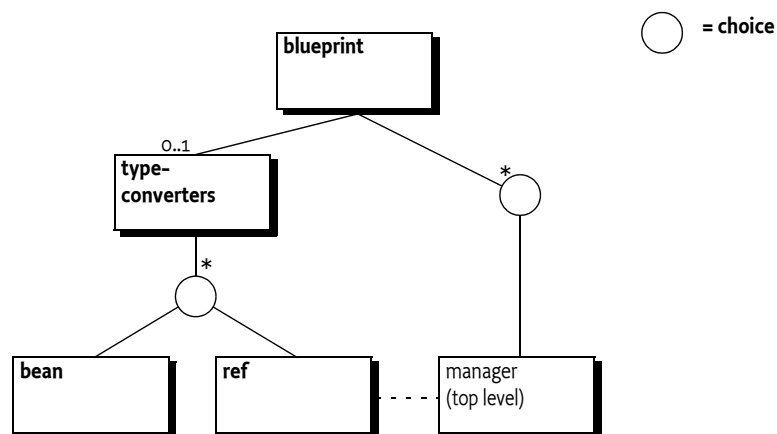 blueprint
= choice
0..1
type-
converters
*
*
bean
ref
manager
(top level)